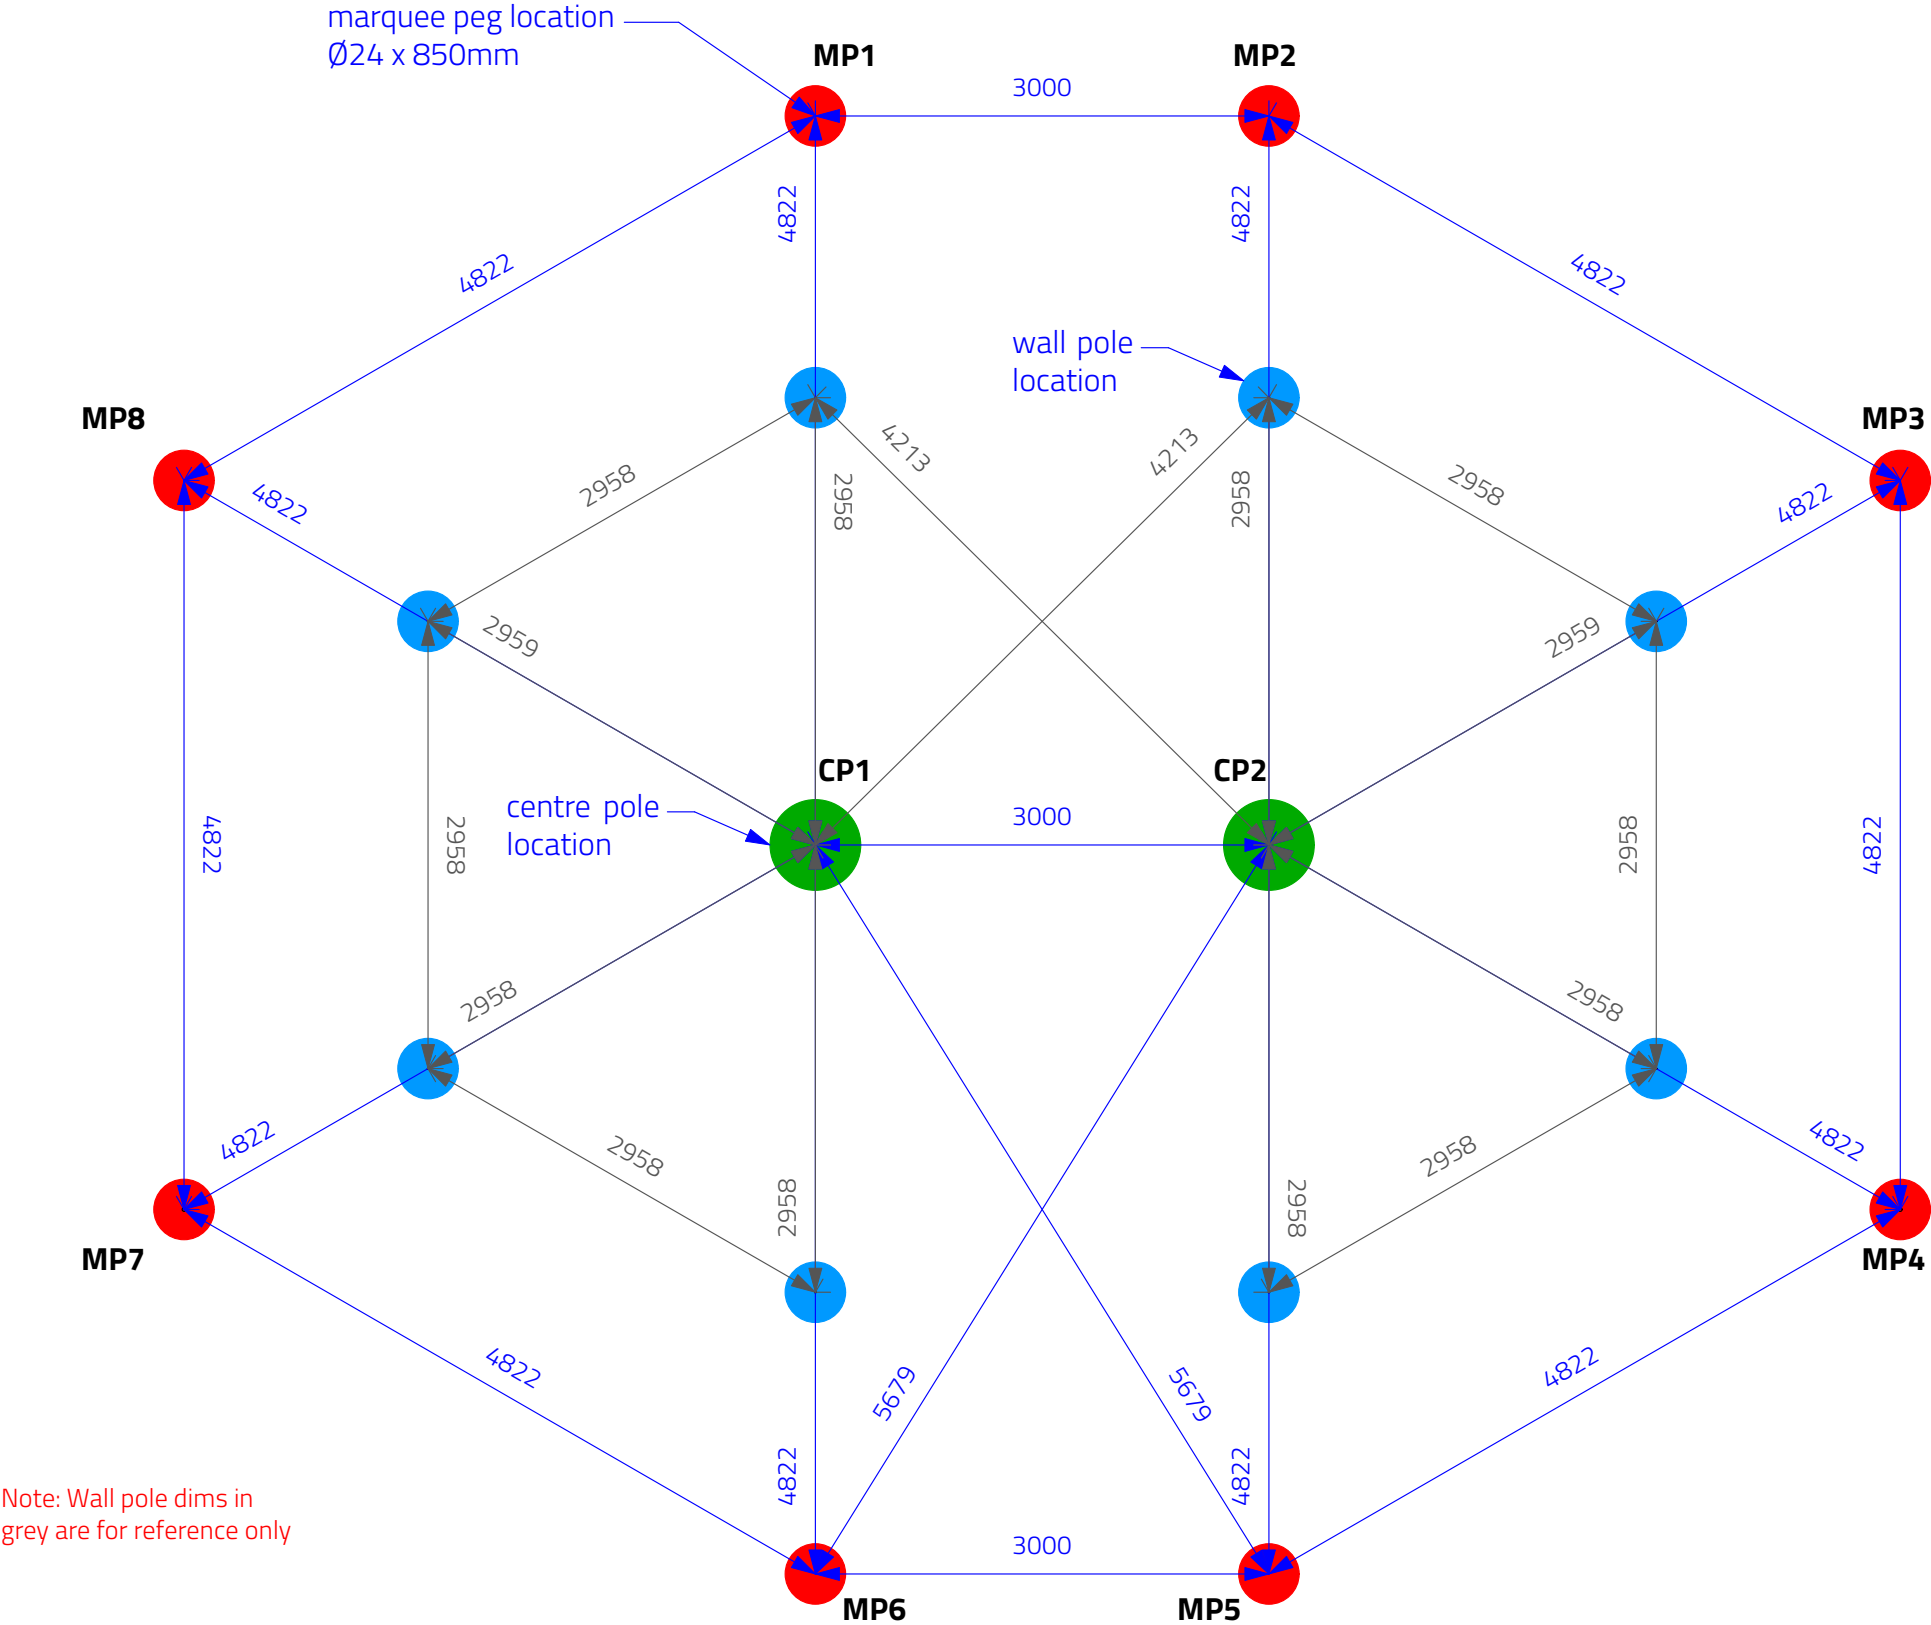 marquee peg location
Ø24 x 850mm
MP1
MP2
3000
4822
4822
4822
4822
wall pole
location
MP8
MP3
4213
4213
2958
2958
2958
2958
4822
4822
2959
2959
CP1
CP2
centre pole
location
3000
4822
2958
2958
4822
2958
2958
4822
4822
2958
2958
2958
2958
MP7
MP4
4822
4822
5679
5679
4822
4822
Note: Wall pole dims in
grey are for reference only
3000
MP6
MP5